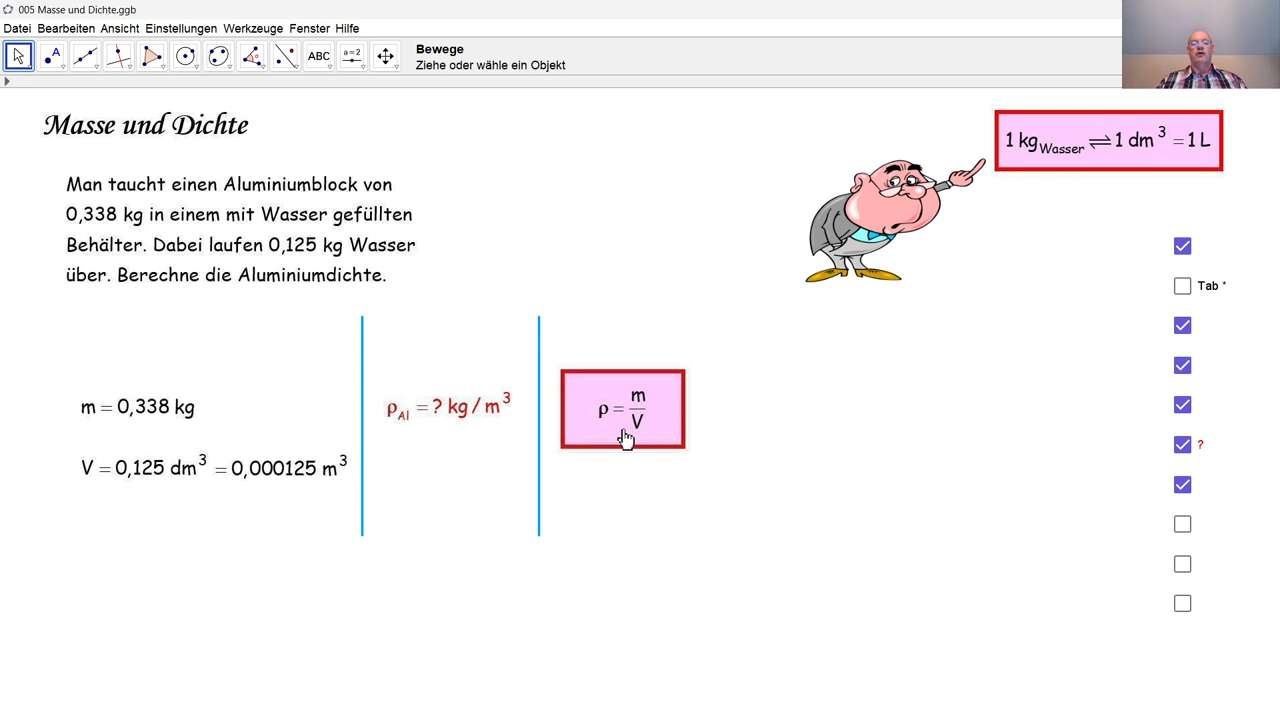 005 Masse und Dichte.ggb
Datei Bearbeiten Ansicht Einstellungen Werkzeuge Fenster Hilfe
A
ABC
a=2
Bewege
Ziehe oder wähle ein Objekt
Masse und Dichte
1 kg Wasser ⇌ 1 dm³ = 1 L
Man taucht einen Aluminiumblock von
0,338 kg in einem mit Wasser gefüllten
Behälter. Dabei laufen 0,125 kg Wasser
über. Berechne die Aluminiumdichte.
Tab *
m = 0,338 kg
V = 0,125 dm³ = 0,000125 m³
ρ Al = ? kg / m³
ρ = m/V
?